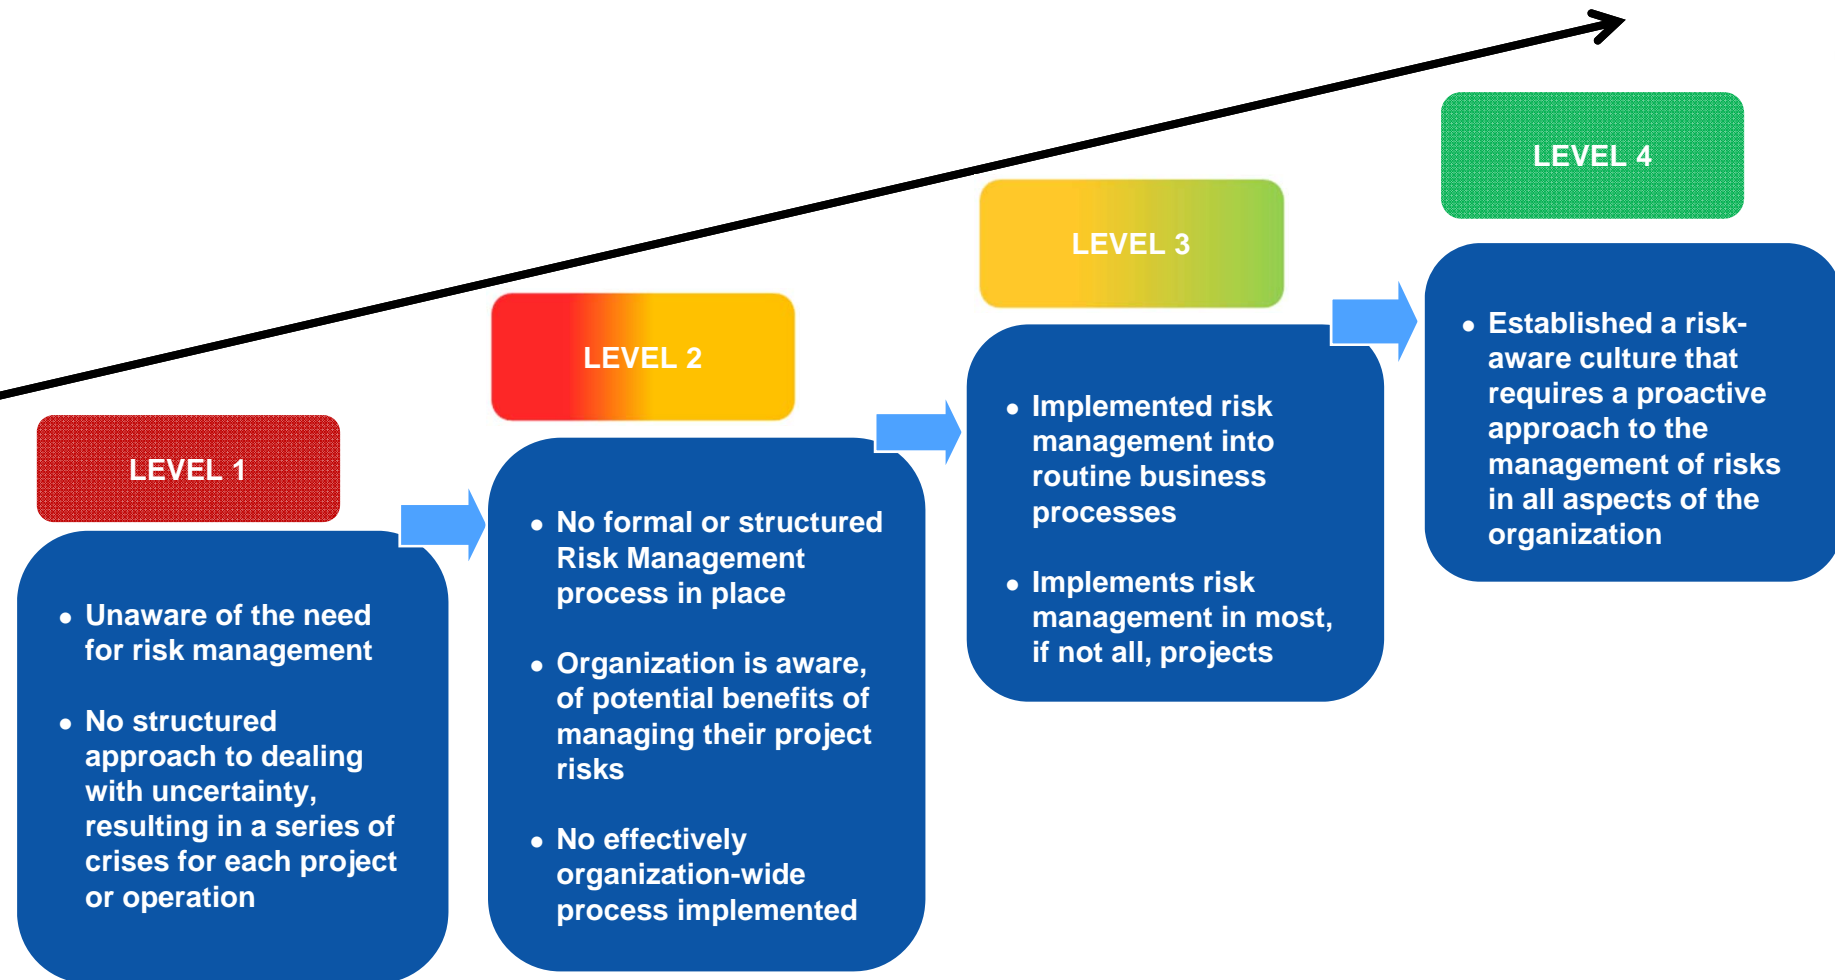 LEVEL 1
● Unaware of the need
for risk management
● No structured
approach to dealing
with uncertainty,
resulting in a series of
crises for each project
or operation
LEVEL 2
● No formal or structured
Risk Management
process in place
● Organization is aware,
of potential benefits of
managing their project
risks
● No effectively
organization-wide
process implemented
LEVEL 3
● Implemented risk
management into
routine business
processes
● Implements risk
management in most,
if not all, projects
LEVEL 4
● Established a risk-
aware culture that
requires a proactive
approach to the
management of risks
in all aspects of the
organization